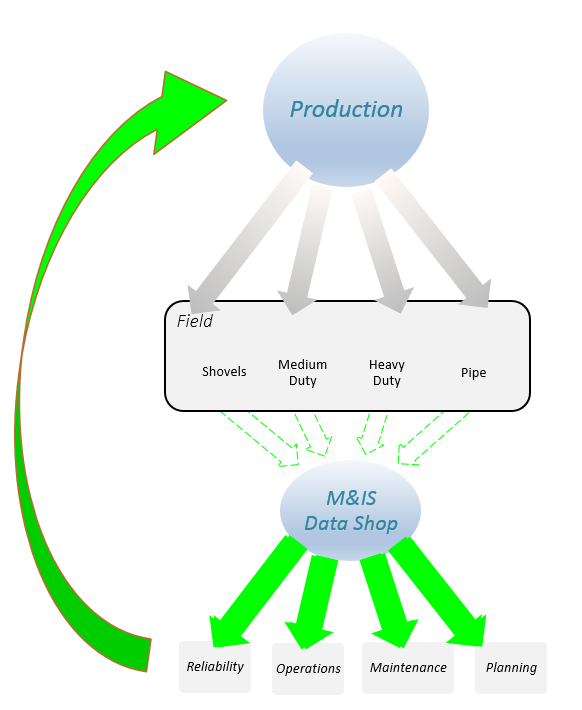 Production
Field
Shovels
Medium
Duty
Heavy
Duty
Pipe
M&IS
Data Shop
Reliability
Operations
Maintenance
Planning